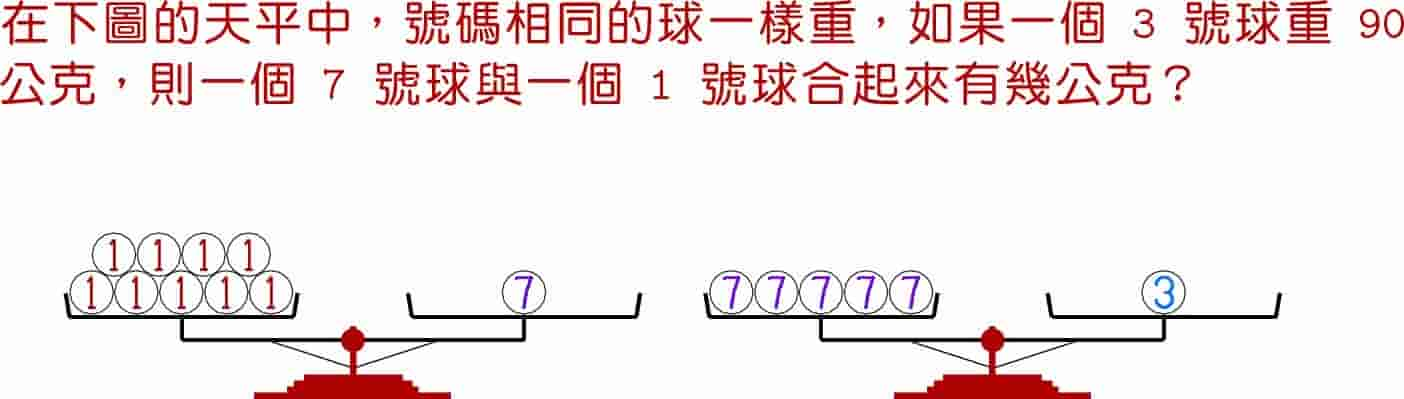 在下圖的天平中，號碼相同的球一樣重，如果一個 3 號球重 90
公克，則一個 7 號球與一個 1 號球合起來有幾公克？
1 1 1 1
1 1 1 1 1 7 7 7 7 7 7 3